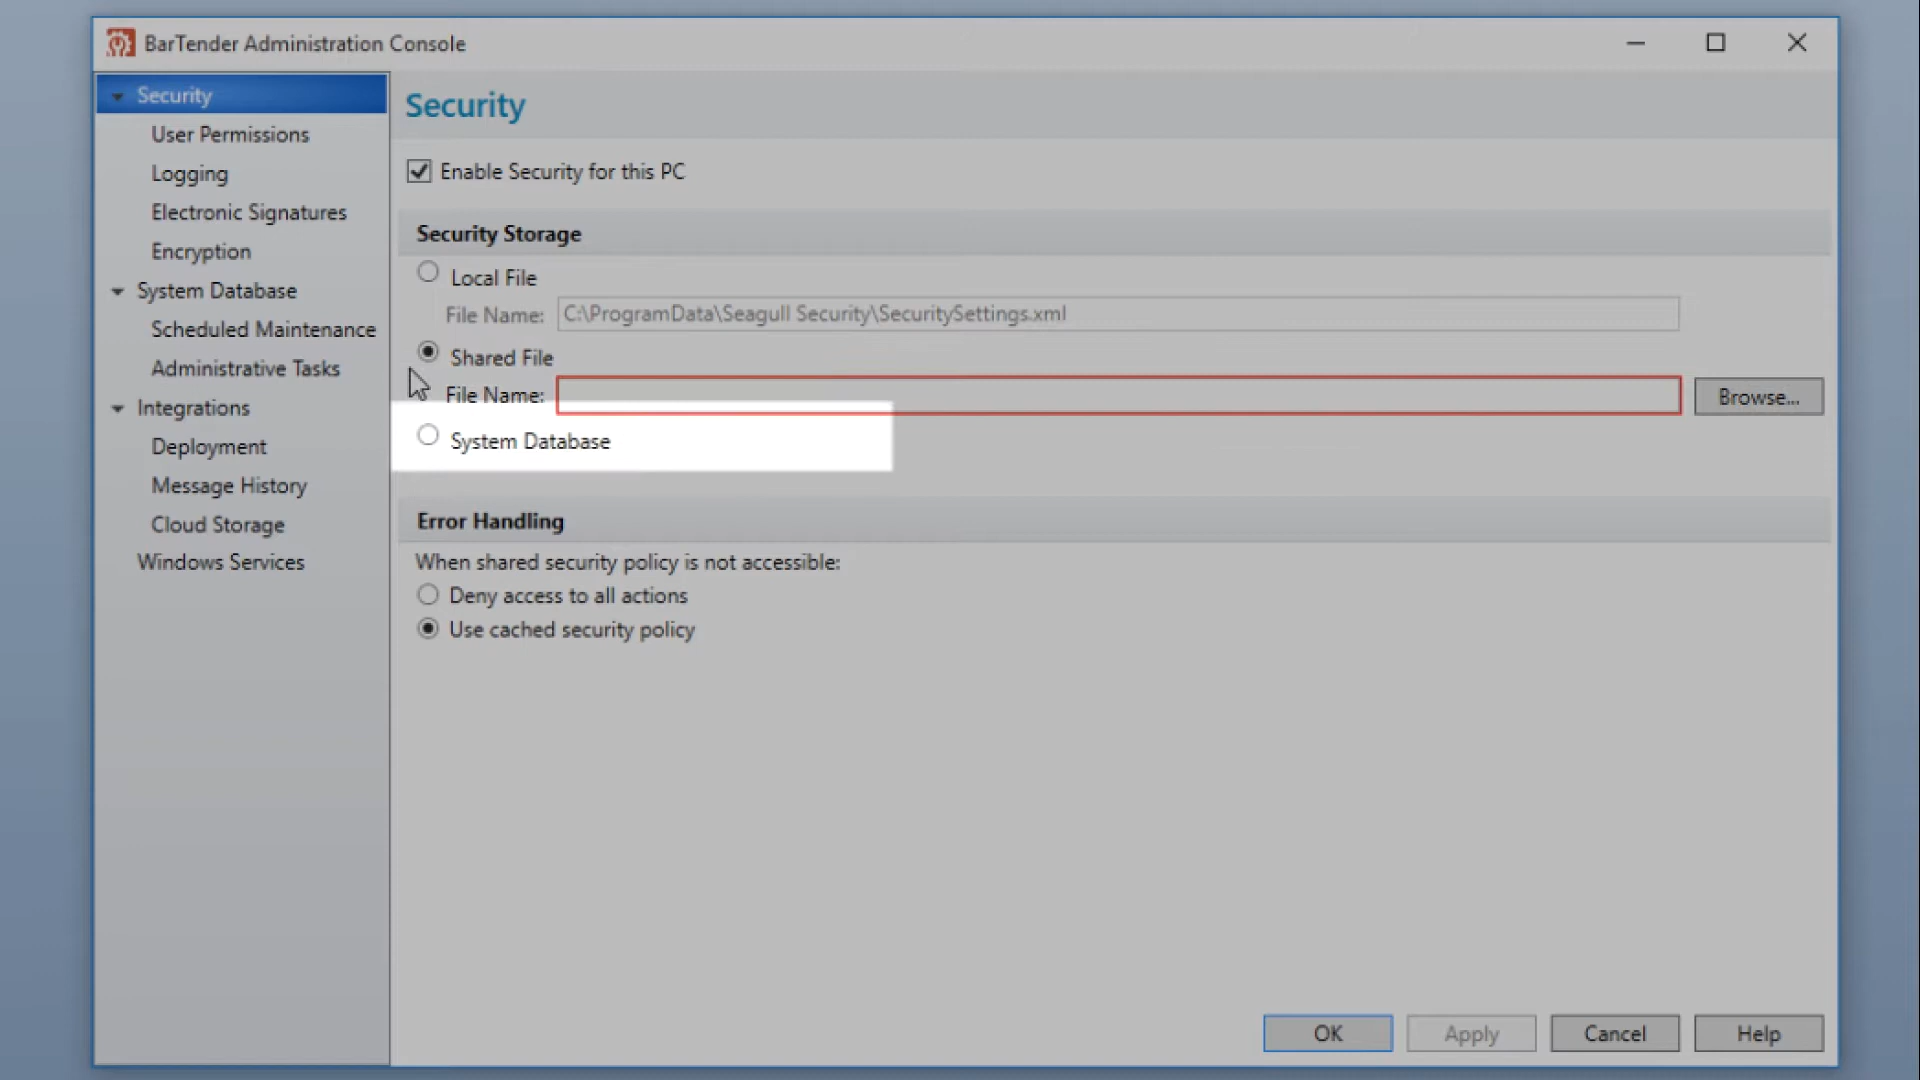 BarTender Administration Console
Security
User Permissions
Logging
Electronic Signatures
Encryption
System Database
Scheduled Maintenance
Administrative Tasks
Integrations
Deployment
Message History
Cloud Storage
Windows Services
Security
Enable Security for this PC
Security Storage
Local File
File Name: C:\ProgramData\Seagull Security\SecuritySettings.xml
Shared File
File Name: Browse...
System Database
Error Handling
When shared security policy is not accessible:
Deny access to all actions
Use cached security policy
OK Apply Cancel Help